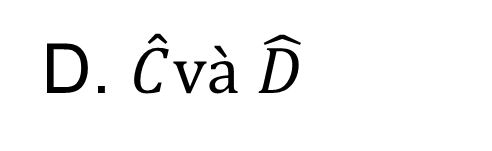 D. Ĉ và D̂